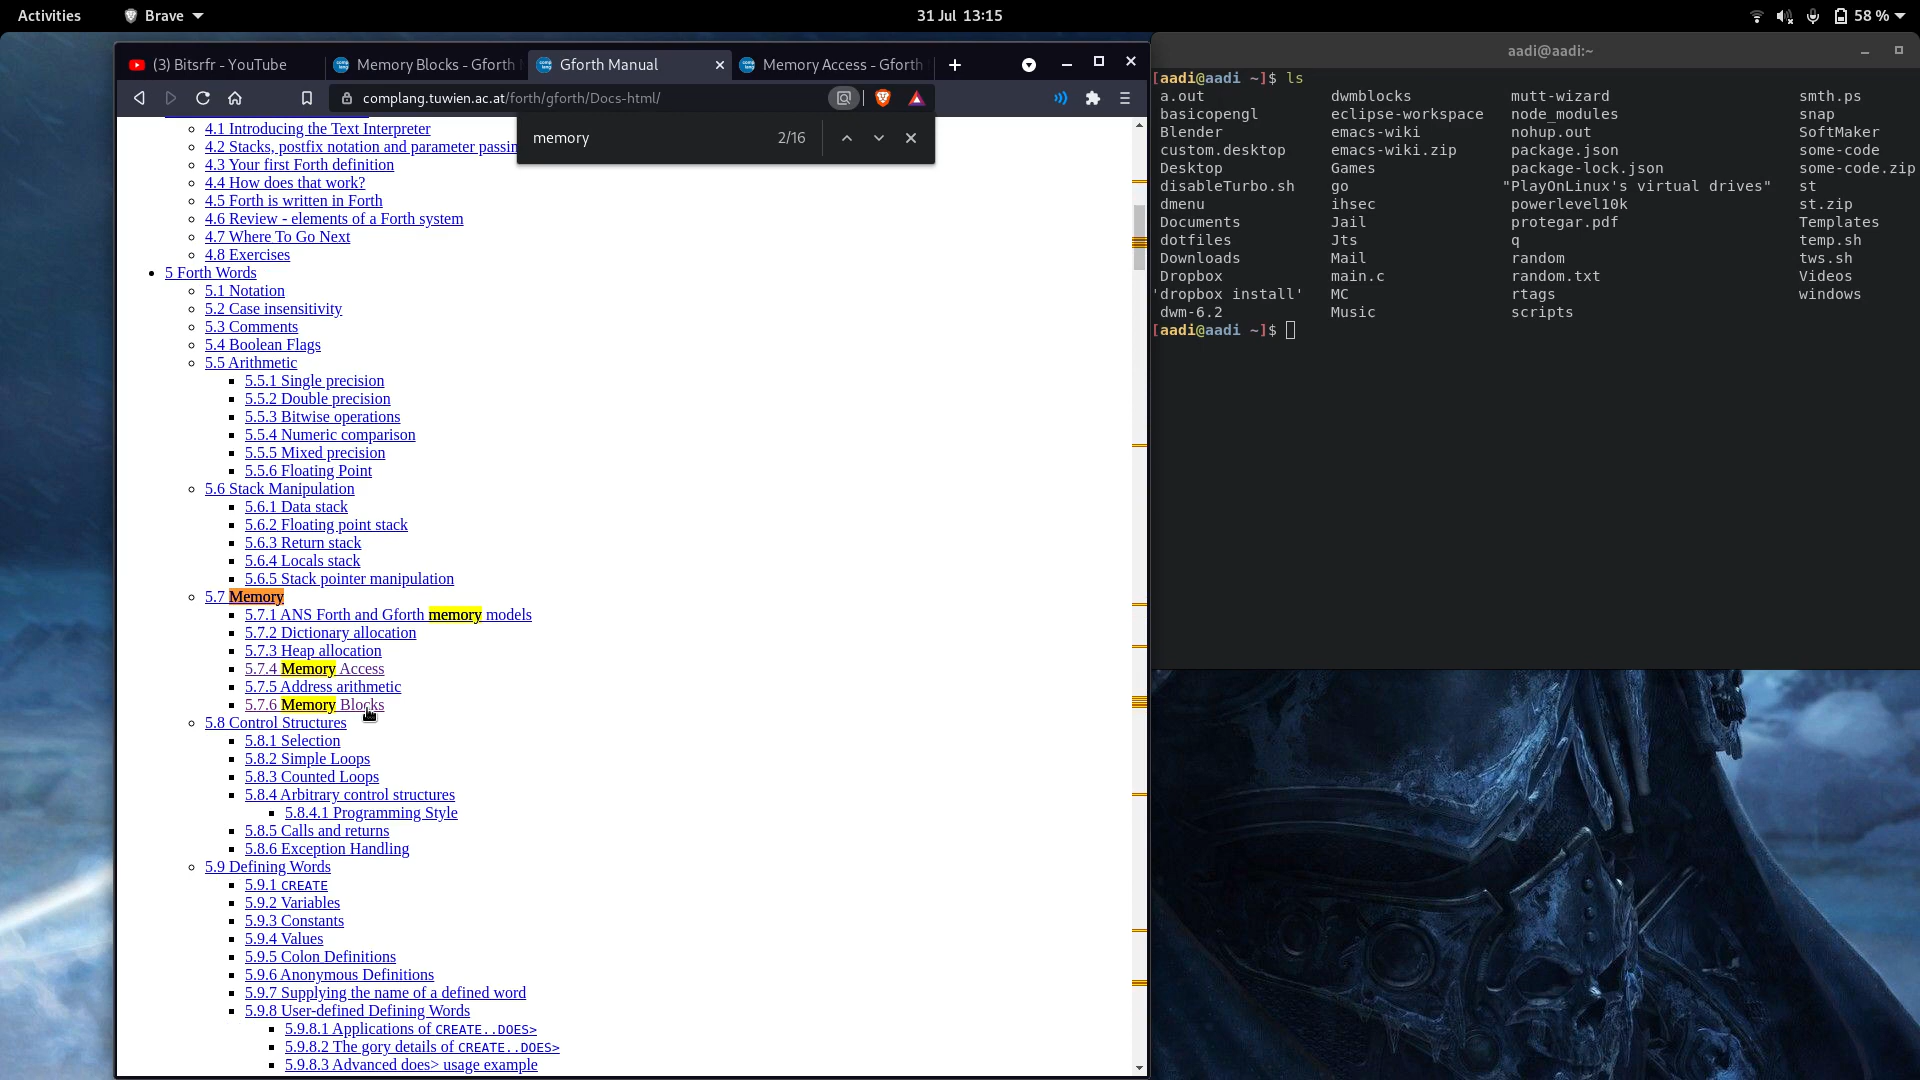 Activities Brave 31 Jul 13:15 58 %
(3) Bitsrfr - YouTube Memory Blocks - Gforth Gforth Manual Memory Access - Gforth
complang.tuwien.ac.at/forth/gforth/Docs-html/
memory 2/16
4.1 Introducing the Text Interpreter
4.2 Stacks, postfix notation and parameter passin
4.3 Your first Forth definition
4.4 How does that work?
4.5 Forth is written in Forth
4.6 Review - elements of a Forth system
4.7 Where To Go Next
4.8 Exercises
5 Forth Words
5.1 Notation
5.2 Case insensitivity
5.3 Comments
5.4 Boolean Flags
5.5 Arithmetic
5.5.1 Single precision
5.5.2 Double precision
5.5.3 Bitwise operations
5.5.4 Numeric comparison
5.5.5 Mixed precision
5.5.6 Floating Point
5.6 Stack Manipulation
5.6.1 Data stack
5.6.2 Floating point stack
5.6.3 Return stack
5.6.4 Locals stack
5.6.5 Stack pointer manipulation
5.7 Memory
5.7.1 ANS Forth and Gforth memory models
5.7.2 Dictionary allocation
5.7.3 Heap allocation
5.7.4 Memory Access
5.7.5 Address arithmetic
5.7.6 Memory Blocks
5.8 Control Structures
5.8.1 Selection
5.8.2 Simple Loops
5.8.3 Counted Loops
5.8.4 Arbitrary control structures
5.8.4.1 Programming Style
5.8.5 Calls and returns
5.8.6 Exception Handling
5.9 Defining Words
5.9.1 CREATE
5.9.2 Variables
5.9.3 Constants
5.9.4 Values
5.9.5 Colon Definitions
5.9.6 Anonymous Definitions
5.9.7 Supplying the name of a defined word
5.9.8 User-defined Defining Words
5.9.8.1 Applications of CREATE..DOES>
5.9.8.2 The gory details of CREATE..DOES>
5.9.8.3 Advanced does> usage example
aadi@aadi:~
[aadi@aadi ~]$ ls
a.out dwmblocks mutt-wizard smth.ps
basicopengl eclipse-workspace node_modules snap
Blender emacs-wiki nohup.out SoftMaker
custom.desktop emacs-wiki.zip package.json some-code
Desktop Games package-lock.json some-code.zip
disableTurbo.sh go "PlayOnLinux's virtual drives" st
dmenu ihsec powerlevel10k st.zip
Documents Jail protegar.pdf Templates
dotfiles Jts q temp.sh
Downloads Mail random tws.sh
Dropbox main.c random.txt Videos
'dropbox install' MC rtags windows
dwm-6.2 Music scripts
[aadi@aadi ~]$